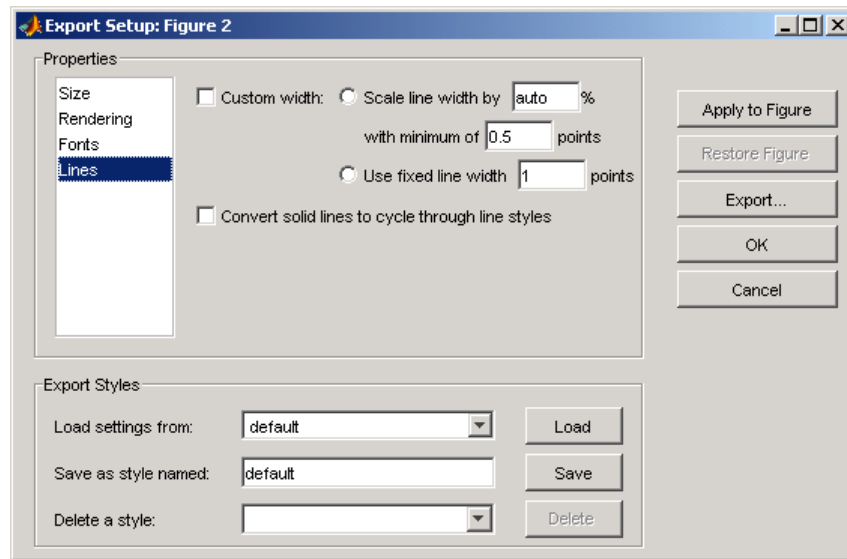 Export Setup: Figure 2
Properties
Size
Rendering
Fonts
Lines
Custom width: Scale line width by auto %
with minimum of 0.5 points
Use fixed line width 1 points
Convert solid lines to cycle through line styles
Apply to Figure
Restore Figure
Export...
OK
Cancel
Export Styles
Load settings from: default Load
Save as style named: default Save
Delete a style: Delete